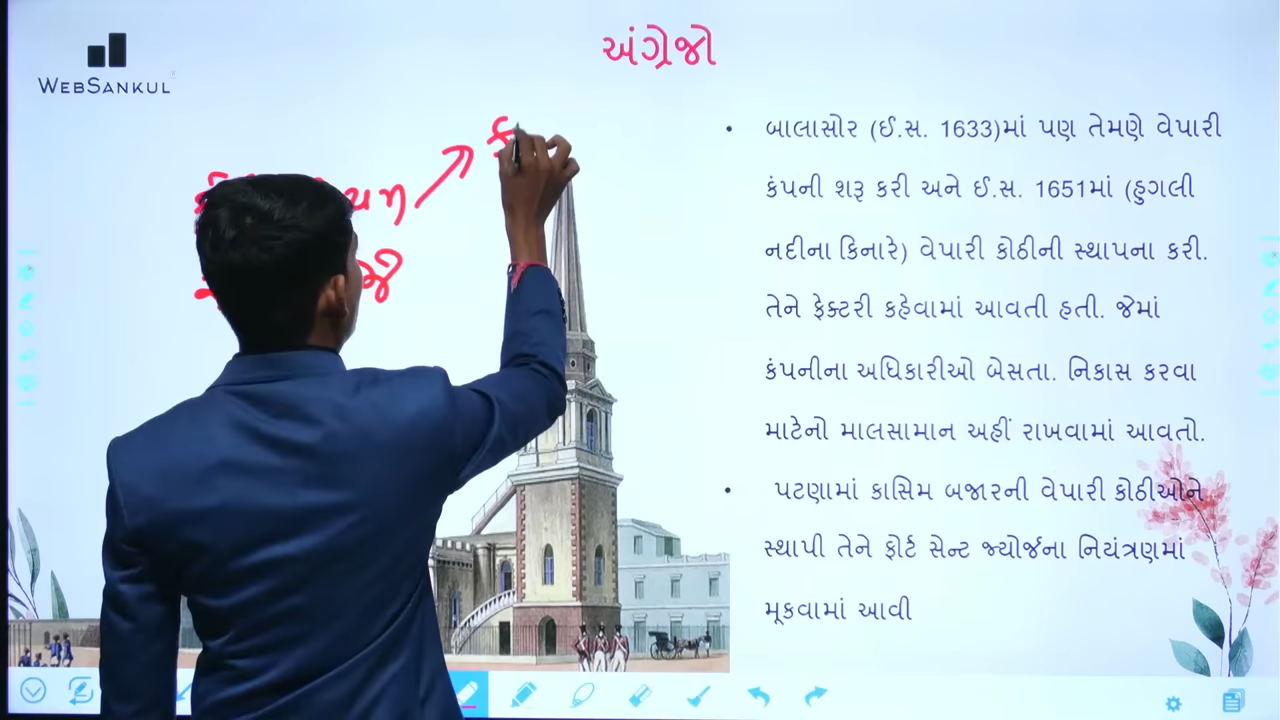 WEBSANKUL
અંગ્રેજો
• બાલાસોર (ઈ.સ. 1633)માં પણ તેમણે વેપારી
કંપની શરૂ કરી અને ઈ.સ. 1651માં (હુગલી
નદીના કિનારે) વેપારી કોઠીની સ્થાપના કરી.
તેને ફેક્ટરી કહેવામાં આવતી હતી. જેમાં
કંપનીના અધિકારીઓ બેસતા. નિકાસ કરવા
માટેનો માલસામાન અહીં રાખવામાં આવતો.
• પટણામાં કાસિમ બજારની વેપારી કોઠીઓને
સ્થાપી તેને ફોર્ટ સેન્ટ જ્યોર્જના નિયંત્રણમાં
મૂકવામાં આવી